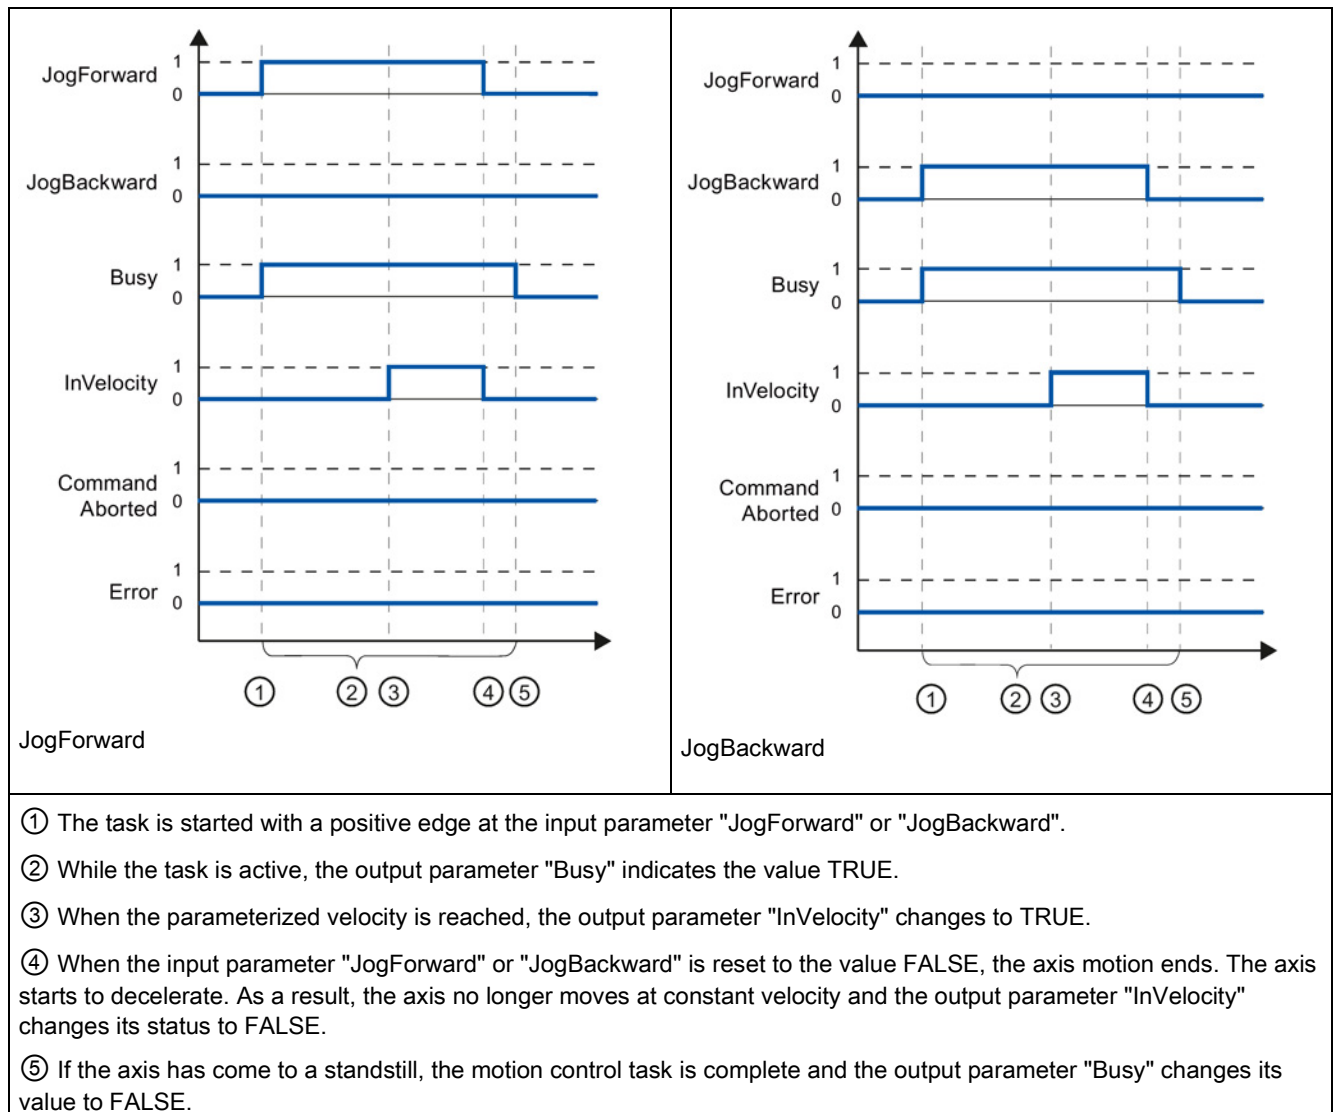 JogForward
1
0
JogBackward
1
0
Busy
1
0
InVelocity
1
0
Command
Aborted
1
0
Error
1
0
① ② ③ ④ ⑤
JogForward
JogForward
1
0
JogBackward
1
0
Busy
1
0
InVelocity
1
0
Command
Aborted
1
0
Error
1
0
① ② ③ ④ ⑤
JogBackward
① The task is started with a positive edge at the input parameter "JogForward" or "JogBackward".
② While the task is active, the output parameter "Busy" indicates the value TRUE.
③ When the parameterized velocity is reached, the output parameter "InVelocity" changes to TRUE.
④ When the input parameter "JogForward" or "JogBackward" is reset to the value FALSE, the axis motion ends. The axis
starts to decelerate. As a result, the axis no longer moves at constant velocity and the output parameter "InVelocity"
changes its status to FALSE.
⑤ If the axis has come to a standstill, the motion control task is complete and the output parameter "Busy" changes its
value to FALSE.